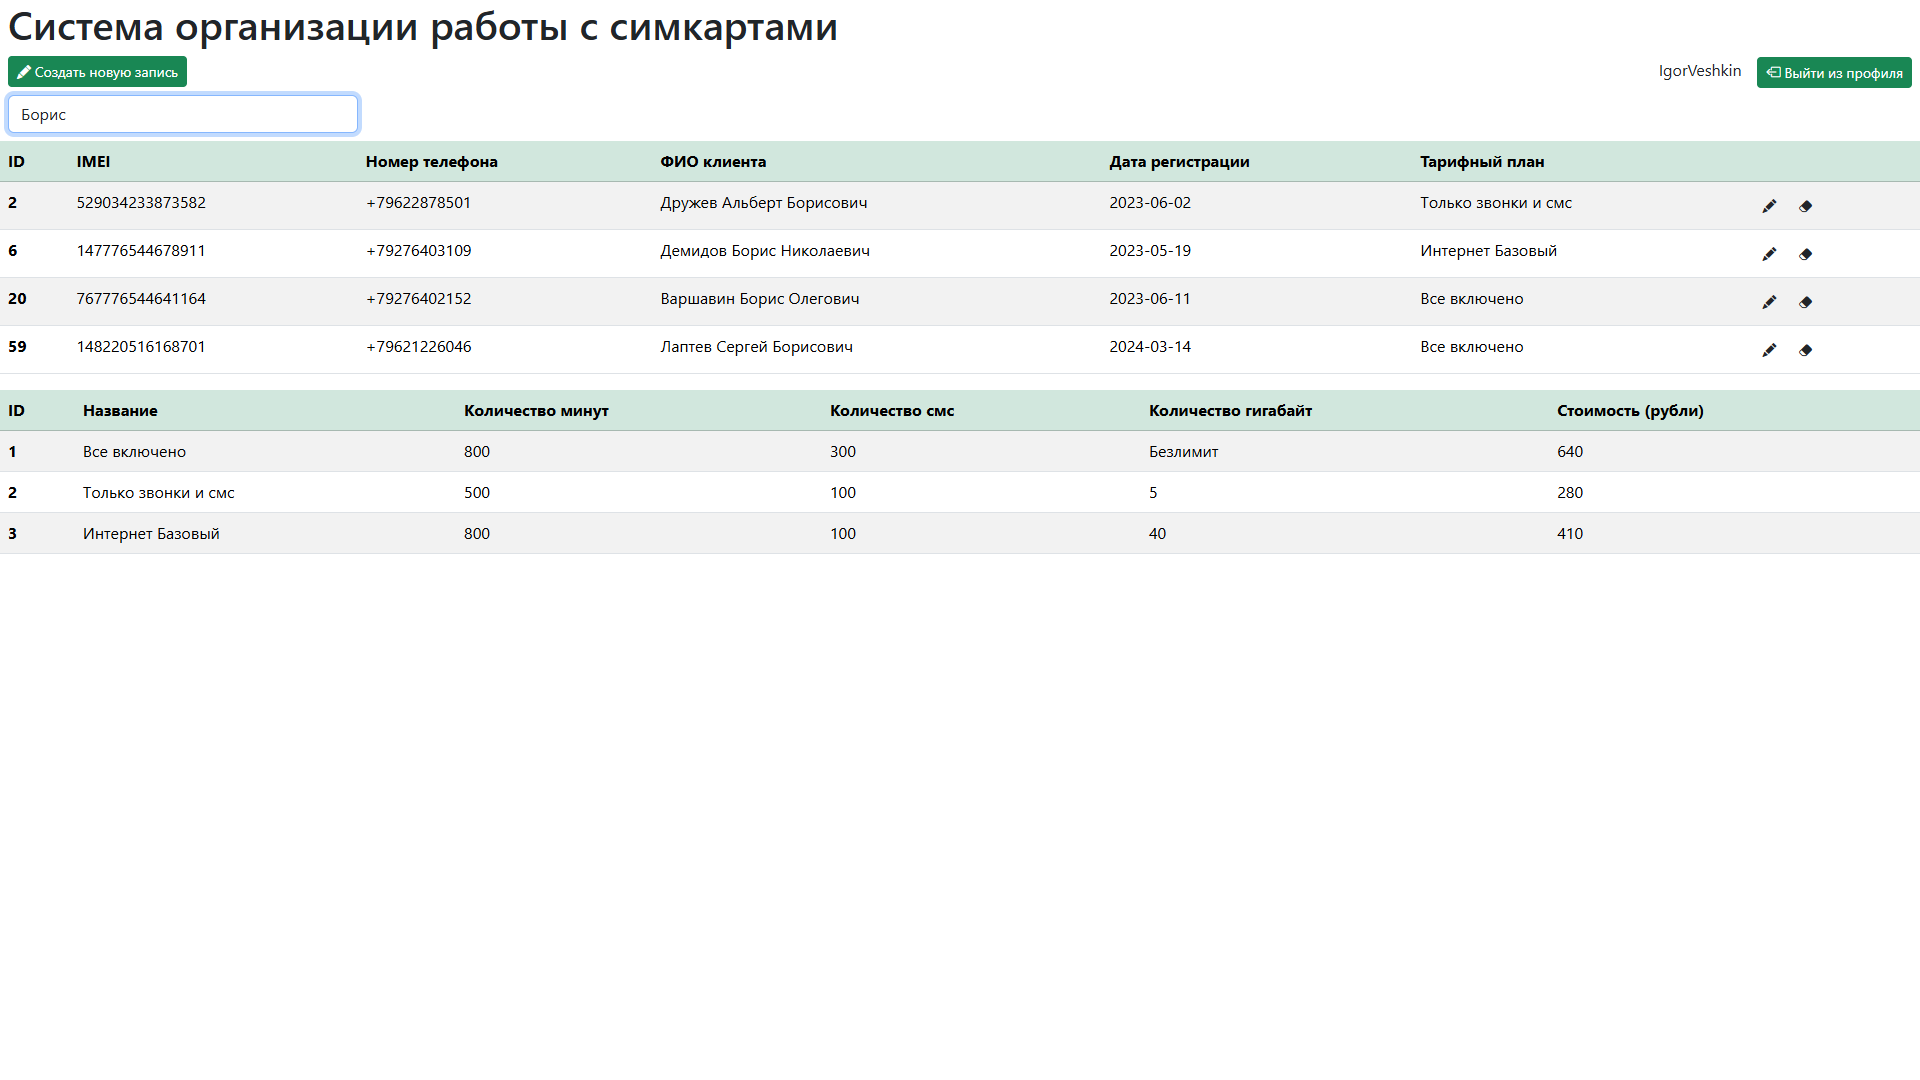 Система организации работы с симкартами
Создать новую запись IgorVeshkin Выйти из профиля
Борис
ID IMEI Номер телефона ФИО клиента Дата регистрации Тарифный план
2 529034233873582 +79622878501 Дружев Альберт Борисович 2023-06-02 Только звонки и смс
6 147776544678911 +79276403109 Демидов Борис Николаевич 2023-05-19 Интернет Базовый
20 767776544641164 +79276402152 Варшавин Борис Олегович 2023-06-11 Все включено
59 148220516168701 +79621226046 Лаптев Сергей Борисович 2024-03-14 Все включено
ID Название Количество минут Количество смс Количество гигабайт Стоимость (рубли)
1 Все включено 800 300 Безлимит 640
2 Только звонки и смс 500 100 5 280
3 Интернет Базовый 800 100 40 410